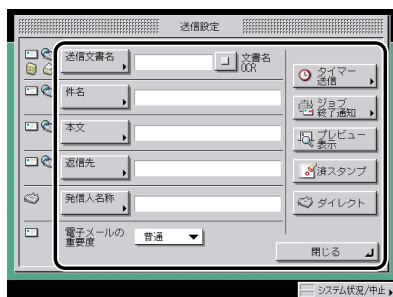 送信設定
送信文書名
文書名
OCR
タイマー
送信
件名
ジョブ
終了通知
本文
プレビュー
表示
返信先
済スタンプ
発信人名称
ダイレクト
電子メールの
重要度
普通
閉じる
システム状況/中止